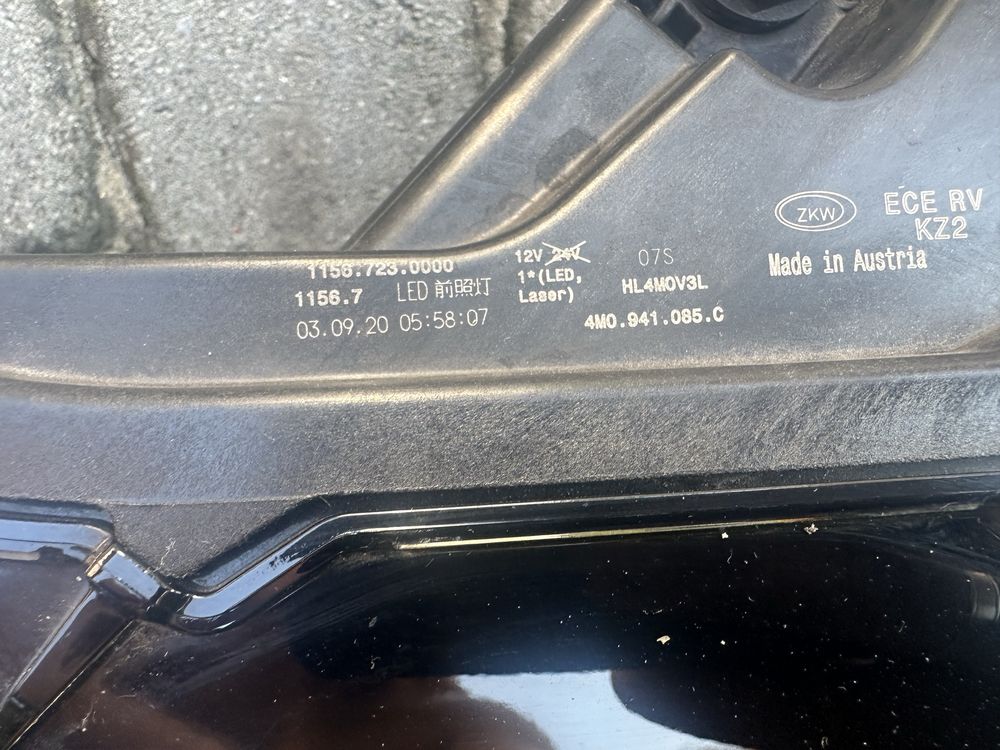 1156.723.0000
1156.7 LED 前照灯
03.09.20 05:58:07
12V 24V
1*(LED,
Laser)
07S
HL4M0V3L
4M0.941.085.C
ZKW
ECE RV
KZ2
Made in Austria